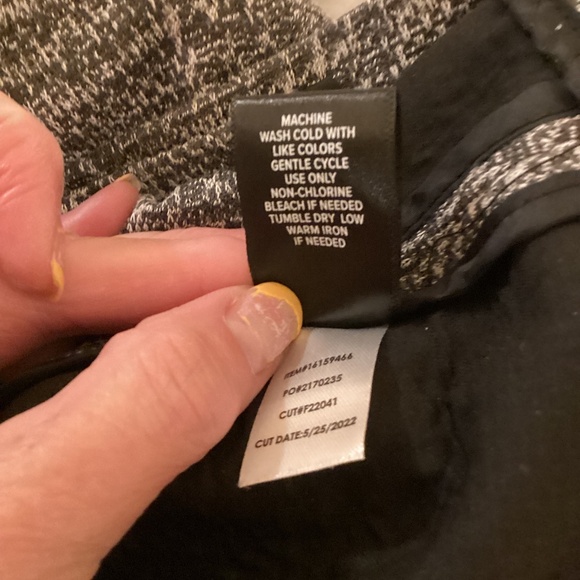 MACHINE
WASH COLD WITH
LIKE COLORS
GENTLE CYCLE
USE ONLY
NON-CHLORINE
BLEACH IF NEEDED
TUMBLE DRY LOW
WARM IRON
IF NEEDED
ITEM#16159466
PO#2170235
CUT#F22041
CUT DATE:5/25/2022